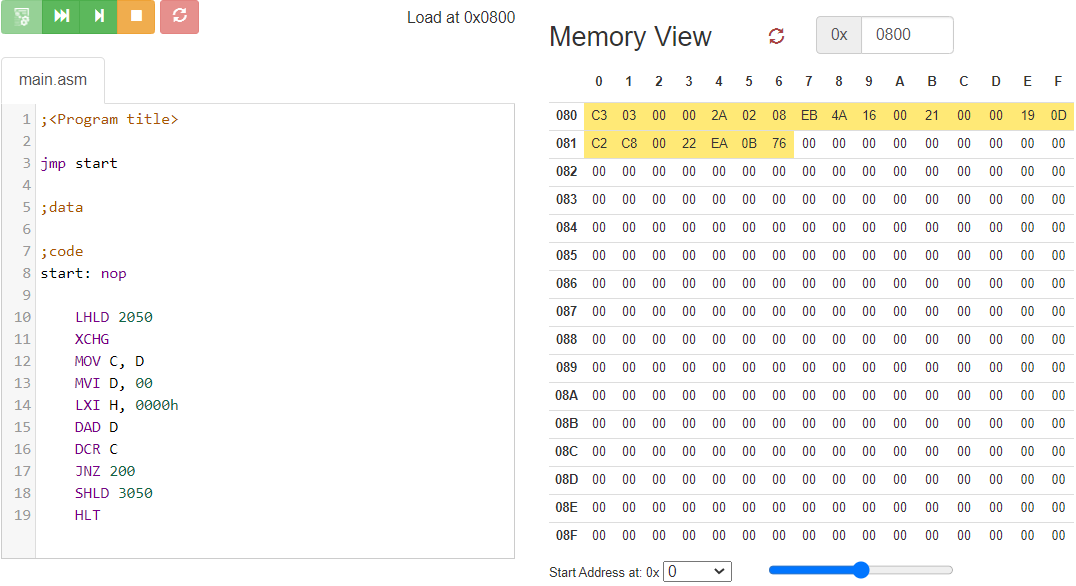 Load at 0x0800
main.asm
1 ;<Program title>
2
3 jmp start
4
5 ;data
6
7 ;code
8 start: nop
9
10 LHLD 2050
11 XCHG
12 MOV C, D
13 MVI D, 00
14 LXI H, 0000h
15 DAD D
16 DCR C
17 JNZ 200
18 SHLD 3050
19 HLT
Memory View
0x 0800
0 1 2 3 4 5 6 7 8 9 A B C D E F
080 C3 03 00 00 2A 02 08 EB 4A 16 00 21 00 00 19 0D
081 C2 C8 00 22 EA 0B 76 00 00 00 00 00 00 00 00 00
082 00 00 00 00 00 00 00 00 00 00 00 00 00 00 00 00
083 00 00 00 00 00 00 00 00 00 00 00 00 00 00 00 00
084 00 00 00 00 00 00 00 00 00 00 00 00 00 00 00 00
085 00 00 00 00 00 00 00 00 00 00 00 00 00 00 00 00
086 00 00 00 00 00 00 00 00 00 00 00 00 00 00 00 00
087 00 00 00 00 00 00 00 00 00 00 00 00 00 00 00 00
088 00 00 00 00 00 00 00 00 00 00 00 00 00 00 00 00
089 00 00 00 00 00 00 00 00 00 00 00 00 00 00 00 00
08A 00 00 00 00 00 00 00 00 00 00 00 00 00 00 00 00
08B 00 00 00 00 00 00 00 00 00 00 00 00 00 00 00 00
08C 00 00 00 00 00 00 00 00 00 00 00 00 00 00 00 00
08D 00 00 00 00 00 00 00 00 00 00 00 00 00 00 00 00
08E 00 00 00 00 00 00 00 00 00 00 00 00 00 00 00 00
08F 00 00 00 00 00 00 00 00 00 00 00 00 00 00 00 00
Start Address at: 0x 0